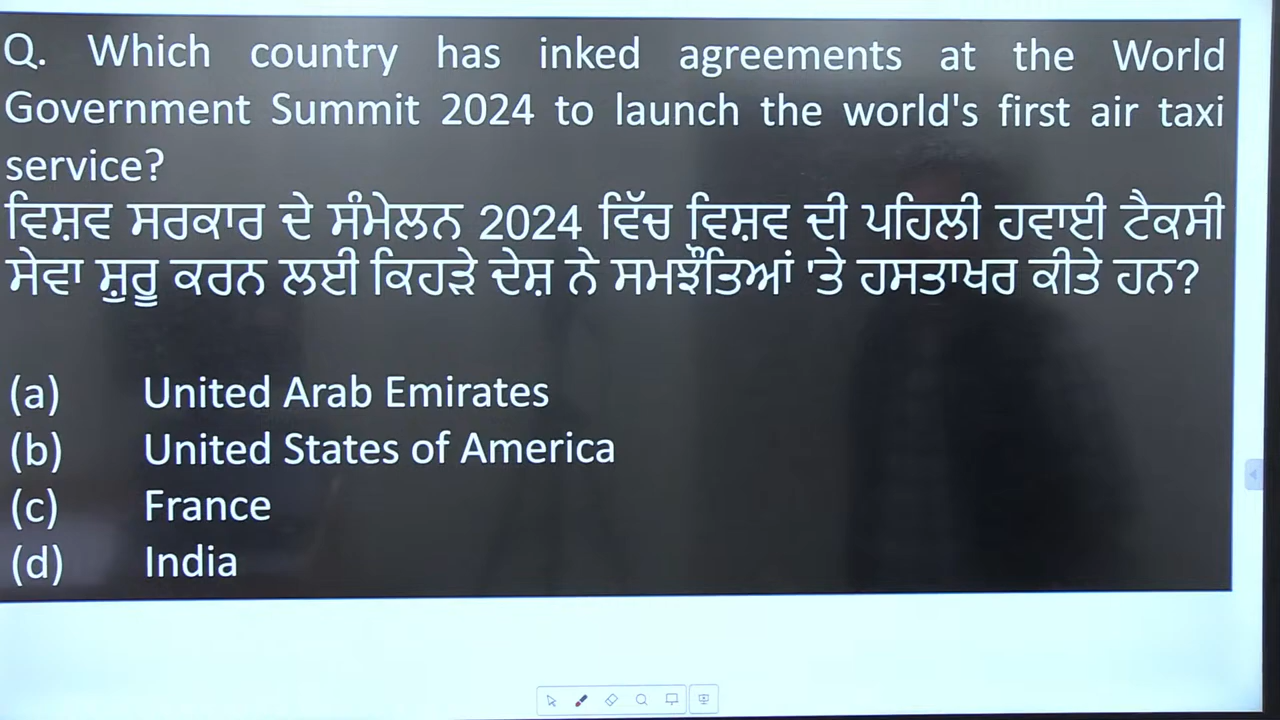 Q. Which country has inked agreements at the World
Government Summit 2024 to launch the world's first air taxi
service?
ਵਿਸ਼ਵ ਸਰਕਾਰ ਦੇ ਸੰਮੇਲਨ 2024 ਵਿੱਚ ਵਿਸ਼ਵ ਦੀ ਪਹਿਲੀ ਹਵਾਈ ਟੈਕਸੀ
ਸੇਵਾ ਸ਼ੁਰੂ ਕਰਨ ਲਈ ਕਿਹੜੇ ਦੇਸ਼ ਨੇ ਸਮਝੌਤਿਆਂ 'ਤੇ ਹਸਤਾਖਰ ਕੀਤੇ ਹਨ?
(a) United Arab Emirates
(b) United States of America
(c) France
(d) India